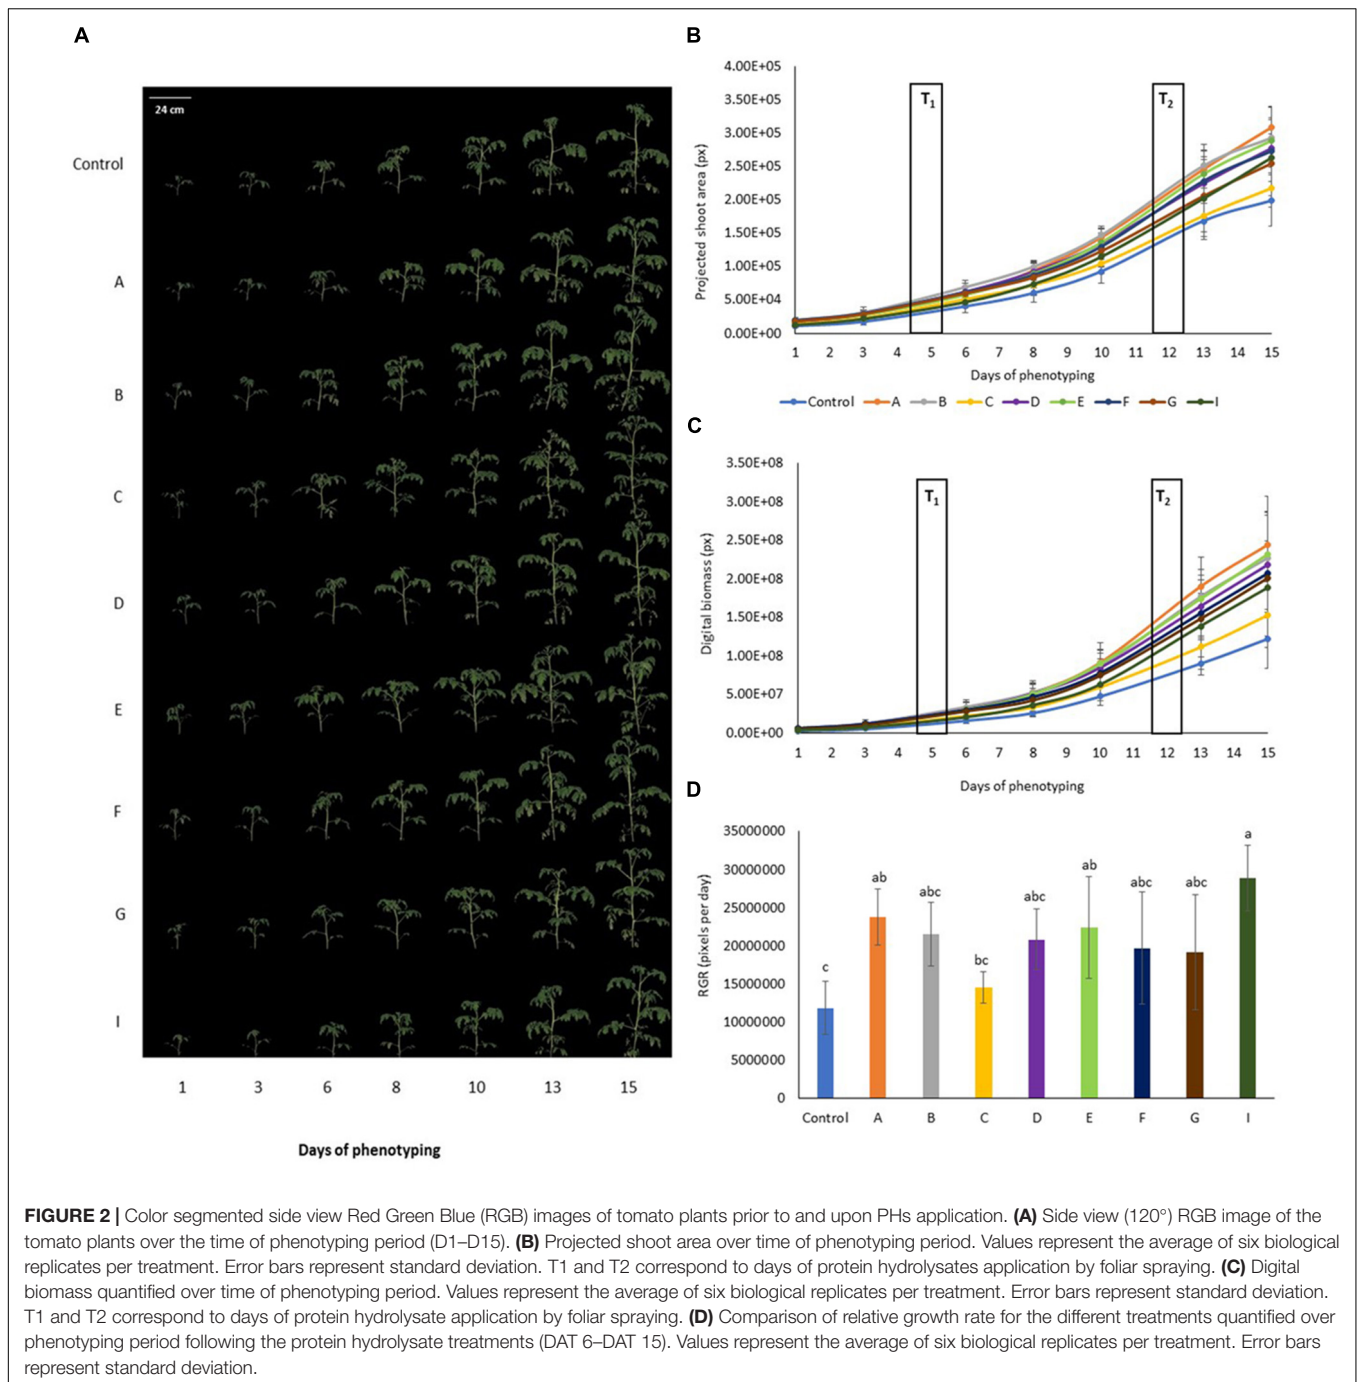 A
24 cm
Control
A
B
C
D
E
F
G
I
1 3 6 8 10 13 15
Days of phenotyping
B
4.00E+05
3.50E+05
3.00E+05
2.50E+05
2.00E+05
1.50E+05
1.00E+05
5.00E+04
0.00E+00
Projected shoot area (px)
T1 T2
1 2 3 4 5 6 7 8 9 10 11 12 13 14 15
Days of phenotyping
Control A B C D E F G I
C
3.50E+08
3.00E+08
2.50E+08
2.00E+08
1.50E+08
1.00E+08
5.00E+07
0.00E+00
Digital biomass (px)
T1 T2
1 2 3 4 5 6 7 8 9 10 11 12 13 14 15
Days of phenotyping
D
35000000
30000000
25000000
20000000
15000000
10000000
5000000
0
RGR (pixels per day)
c ab abc bc abc ab abc abc a
Control A B C D E F G I
FIGURE 2 | Color segmented side view Red Green Blue (RGB) images of tomato plants prior to and upon PHs application. (A) Side view (120°) RGB image of the
tomato plants over the time of phenotyping period (D1–D15). (B) Projected shoot area over time of phenotyping period. Values represent the average of six biological
replicates per treatment. Error bars represent standard deviation. T1 and T2 correspond to days of protein hydrolysates application by foliar spraying. (C) Digital
biomass quantified over time of phenotyping period. Values represent the average of six biological replicates per treatment. Error bars represent standard deviation.
T1 and T2 correspond to days of protein hydrolysate application by foliar spraying. (D) Comparison of relative growth rate for the different treatments quantified over
phenotyping period following the protein hydrolysate treatments (DAT 6–DAT 15). Values represent the average of six biological replicates per treatment. Error bars
represent standard deviation.